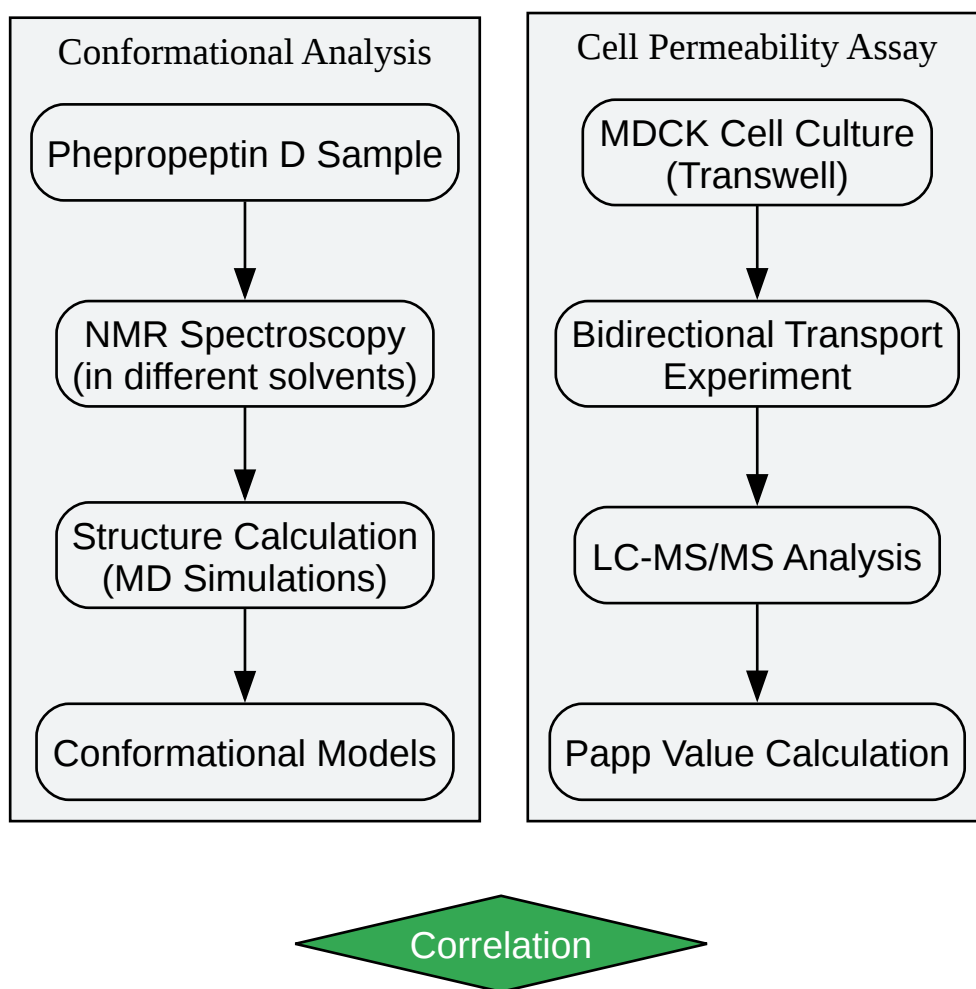 Conformational Analysis
Phepropeptin D Sample
NMR Spectroscopy
(in different solvents)
Structure Calculation
(MD Simulations)
Conformational Models
Cell Permeability Assay
MDCK Cell Culture
(Transwell)
Bidirectional Transport
Experiment
LC-MS/MS Analysis
Papp Value Calculation
Correlation